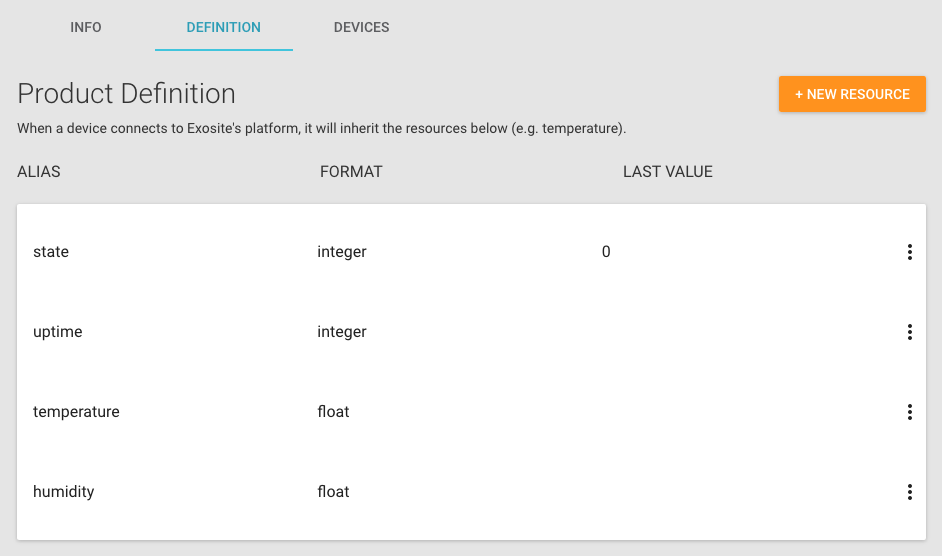 INFO DEFINITION DEVICES
Product Definition
+ NEW RESOURCE
When a device connects to Exosite's platform, it will inherit the resources below (e.g. temperature).
ALIAS FORMAT LAST VALUE
state integer 0
uptime integer
temperature float
humidity float